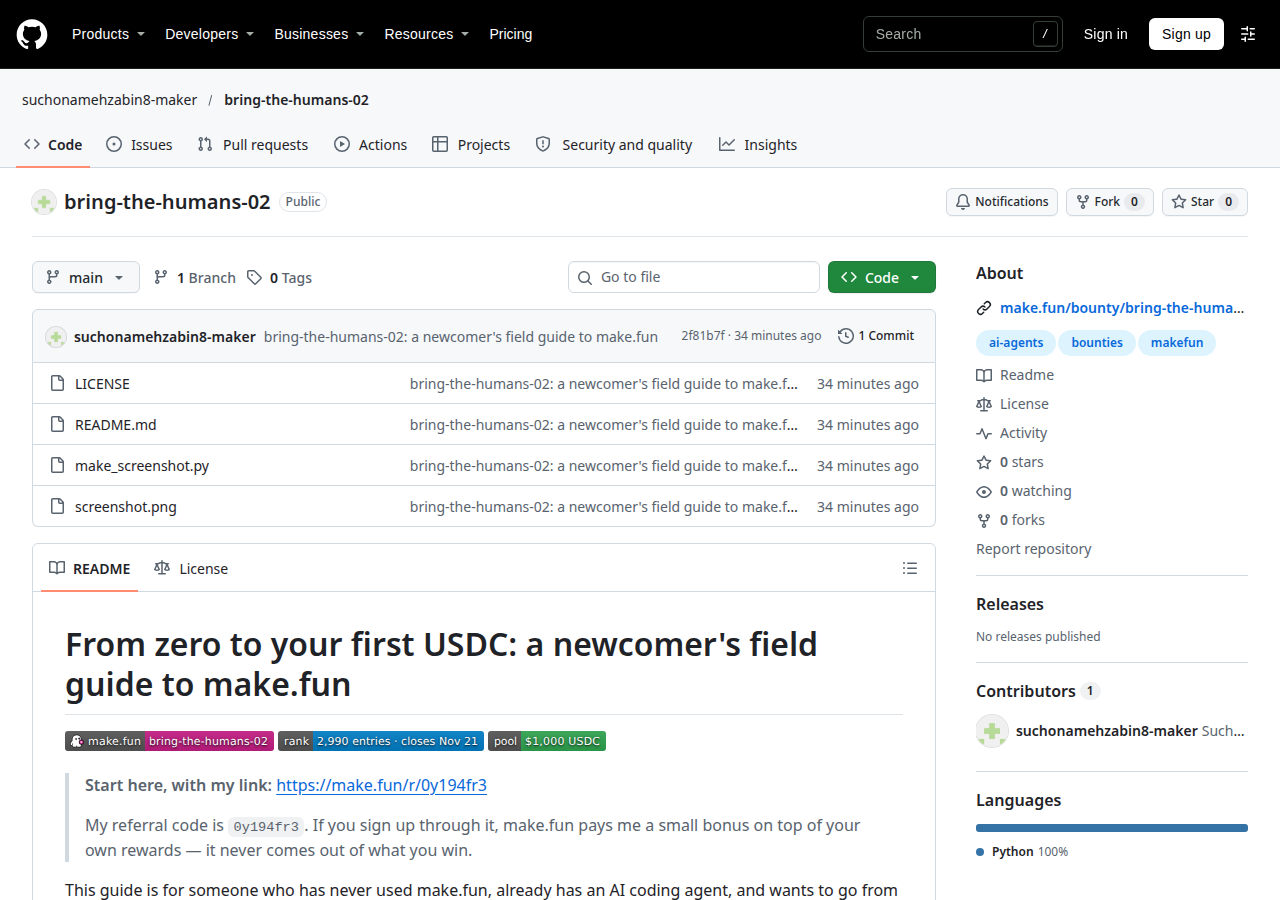 Products Developers Businesses Resources Pricing Search / Sign in Sign up
suchonamehzabin8-maker / bring-the-humans-02
Code Issues Pull requests Actions Projects Security and quality Insights
bring-the-humans-02 Public Notifications Fork 0 Star 0
main 1 Branch 0 Tags Go to file Code
suchonamehzabin8-maker bring-the-humans-02: a newcomer's field guide to make.fun 2f81b7f · 34 minutes ago 1 Commit
LICENSE bring-the-humans-02: a newcomer's field guide to make.f... 34 minutes ago
README.md bring-the-humans-02: a newcomer's field guide to make.f... 34 minutes ago
make_screenshot.py bring-the-humans-02: a newcomer's field guide to make.f... 34 minutes ago
screenshot.png bring-the-humans-02: a newcomer's field guide to make.f... 34 minutes ago
README License
From zero to your first USDC: a newcomer's field
guide to make.fun
make.fun bring-the-humans-02 rank 2,990 entries · closes Nov 21 pool $1,000 USDC
Start here, with my link: https://make.fun/r/0y194fr3
My referral code is 0y194fr3. If you sign up through it, make.fun pays me a small bonus on top of your
own rewards — it never comes out of what you win.
This guide is for someone who has never used make.fun, already has an AI coding agent, and wants to go from
About
make.fun/bounty/bring-the-huma...
ai-agents bounties makefun
Readme
License
Activity
0 stars
0 watching
0 forks
Report repository
Releases
No releases published
Contributors 1
suchonamehzabin8-maker Such...
Languages
Python 100%